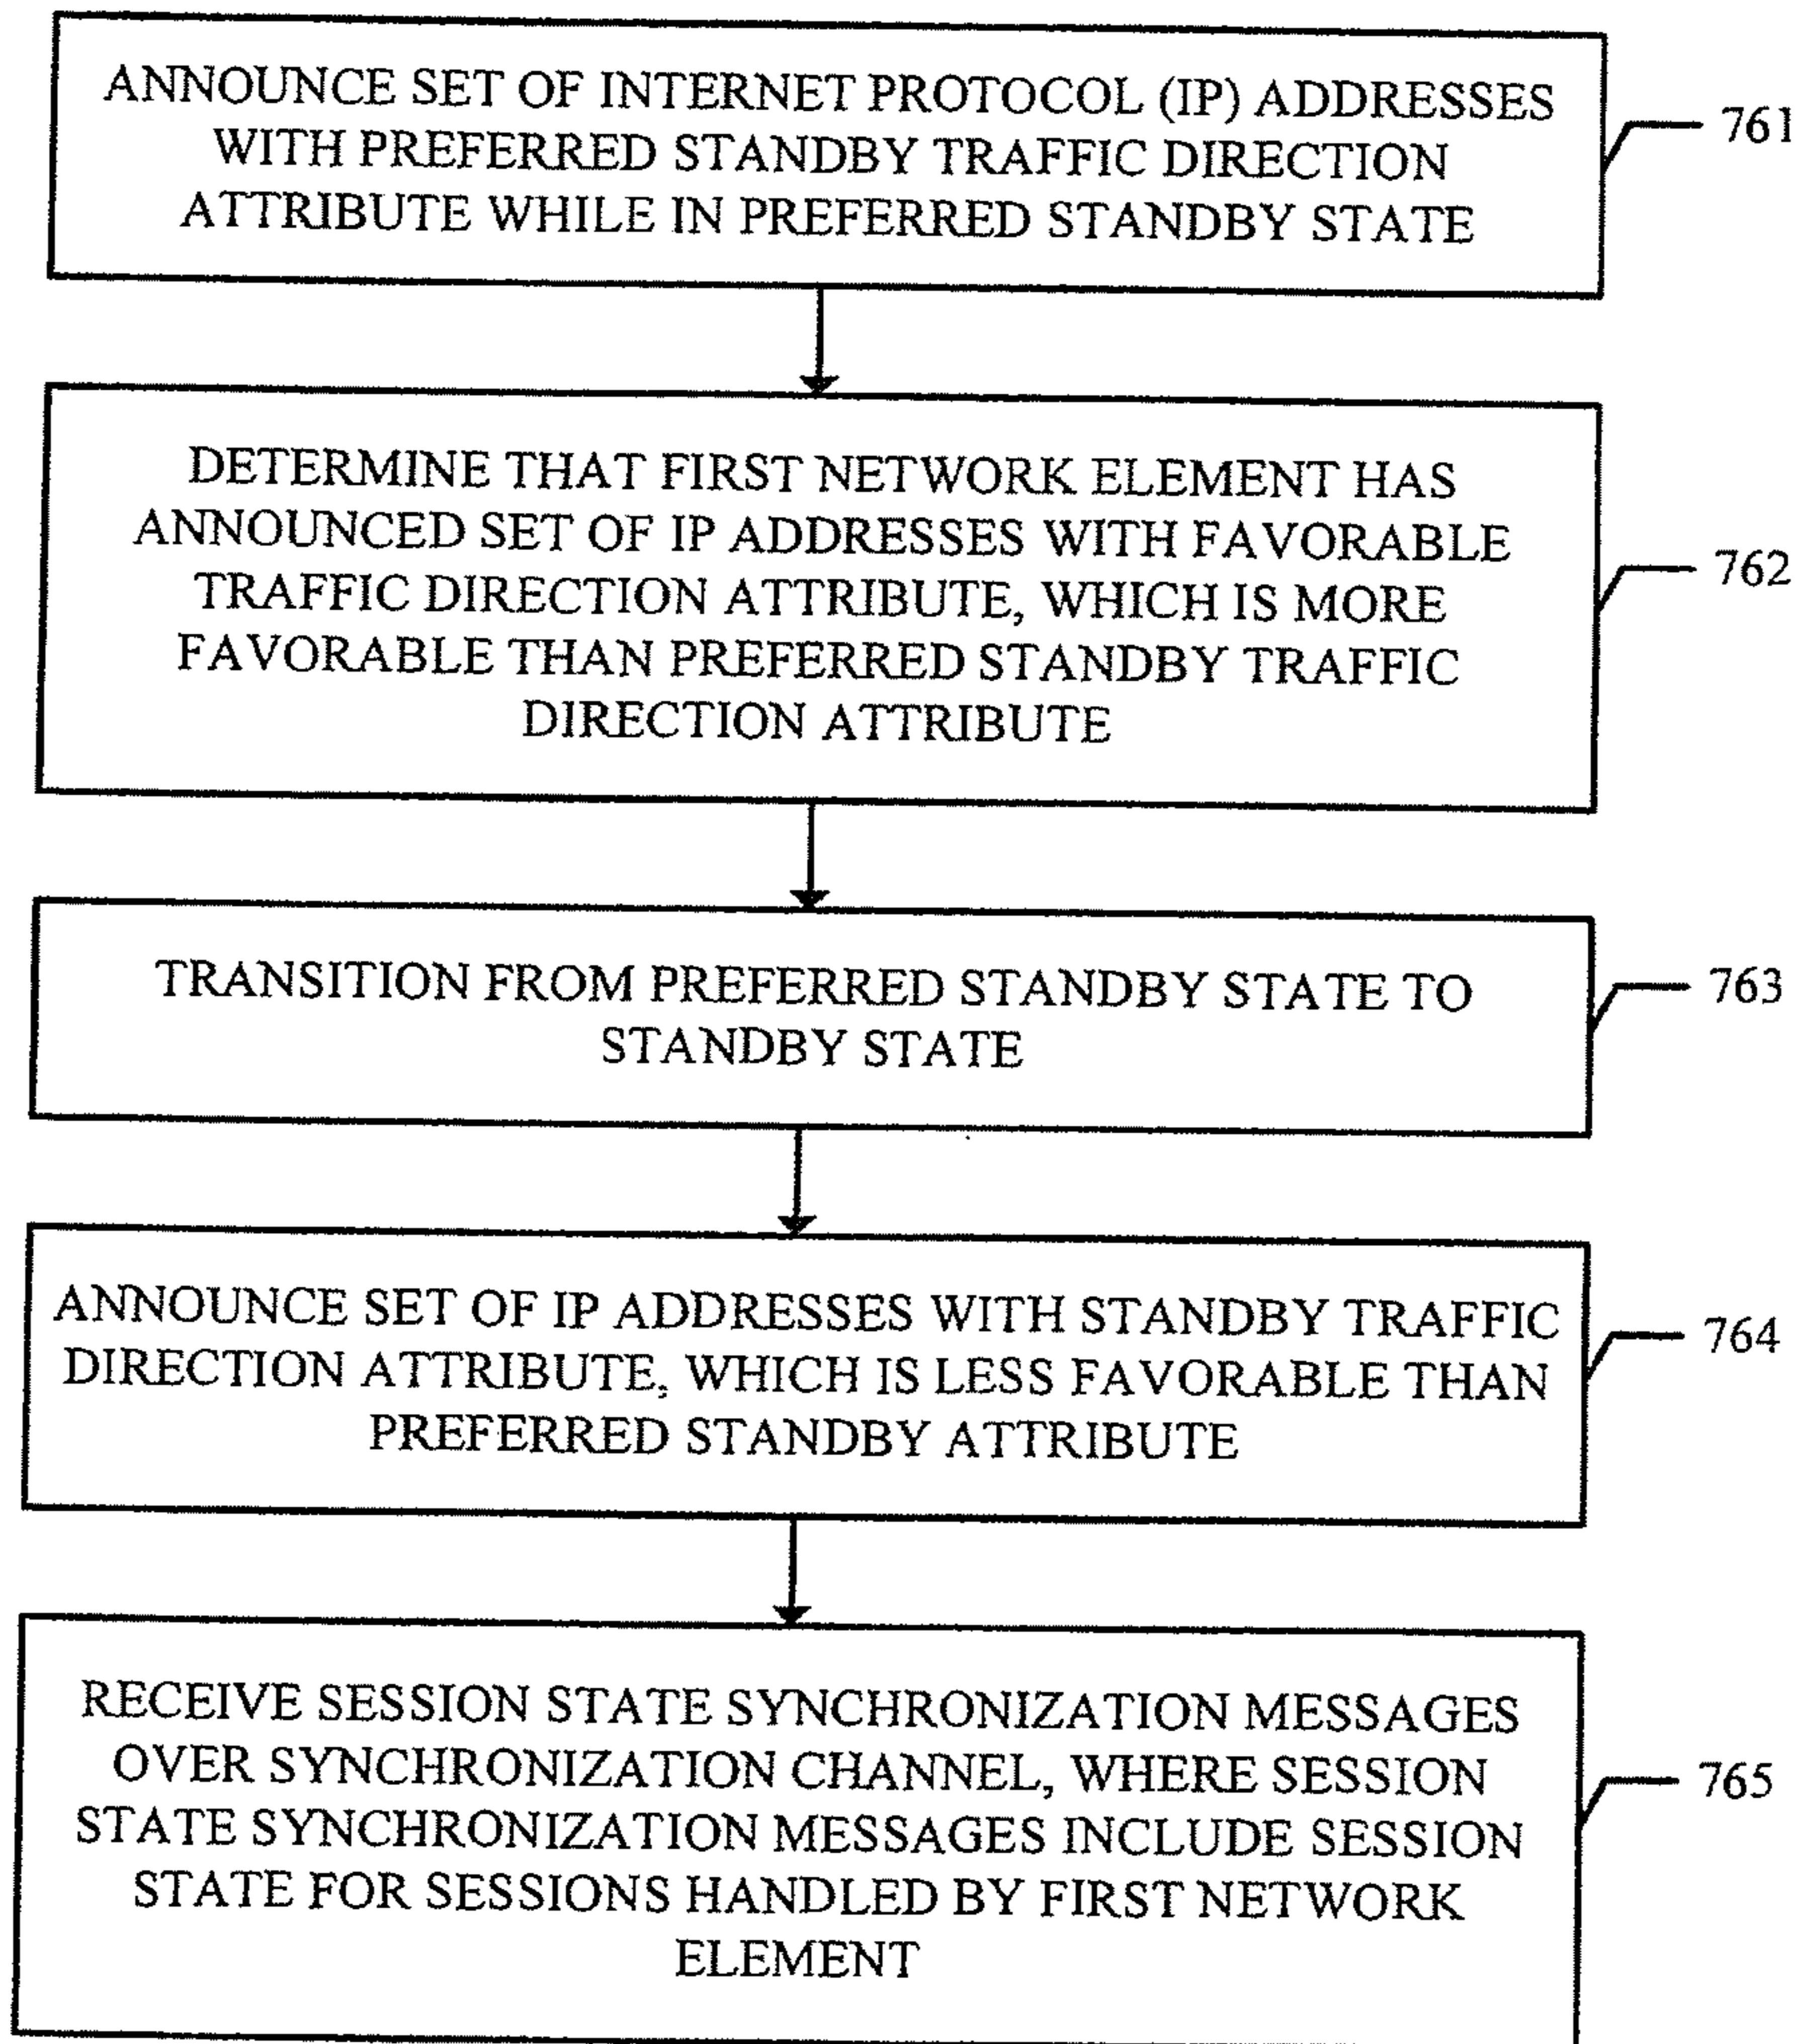 ANNOUNCE SET OF INTERNET PROTOCOL (IP) ADDRESSES
WITH PREFERRED STANDBY TRAFFIC DIRECTION
ATTRIBUTE WHILE IN PREFERRED STANDBY STATE
761
DETERMINE THAT FIRST NETWORK ELEMENT HAS
ANNOUNCED SET OF IP ADDRESSES WITH FAVORABLE
TRAFFIC DIRECTION ATTRIBUTE, WHICH IS MORE
FAVORABLE THAN PREFERRED STANDBY TRAFFIC
DIRECTION ATTRIBUTE
762
TRANSITION FROM PREFERRED STANDBY STATE TO
STANDBY STATE
763
ANNOUNCE SET OF IP ADDRESSES WITH STANDBY TRAFFIC
DIRECTION ATTRIBUTE, WHICH IS LESS FAVORABLE THAN
PREFERRED STANDBY ATTRIBUTE
764
RECEIVE SESSION STATE SYNCHRONIZATION MESSAGES
OVER SYNCHRONIZATION CHANNEL, WHERE SESSION
STATE SYNCHRONIZATION MESSAGES INCLUDE SESSION
STATE FOR SESSIONS HANDLED BY FIRST NETWORK
ELEMENT
765